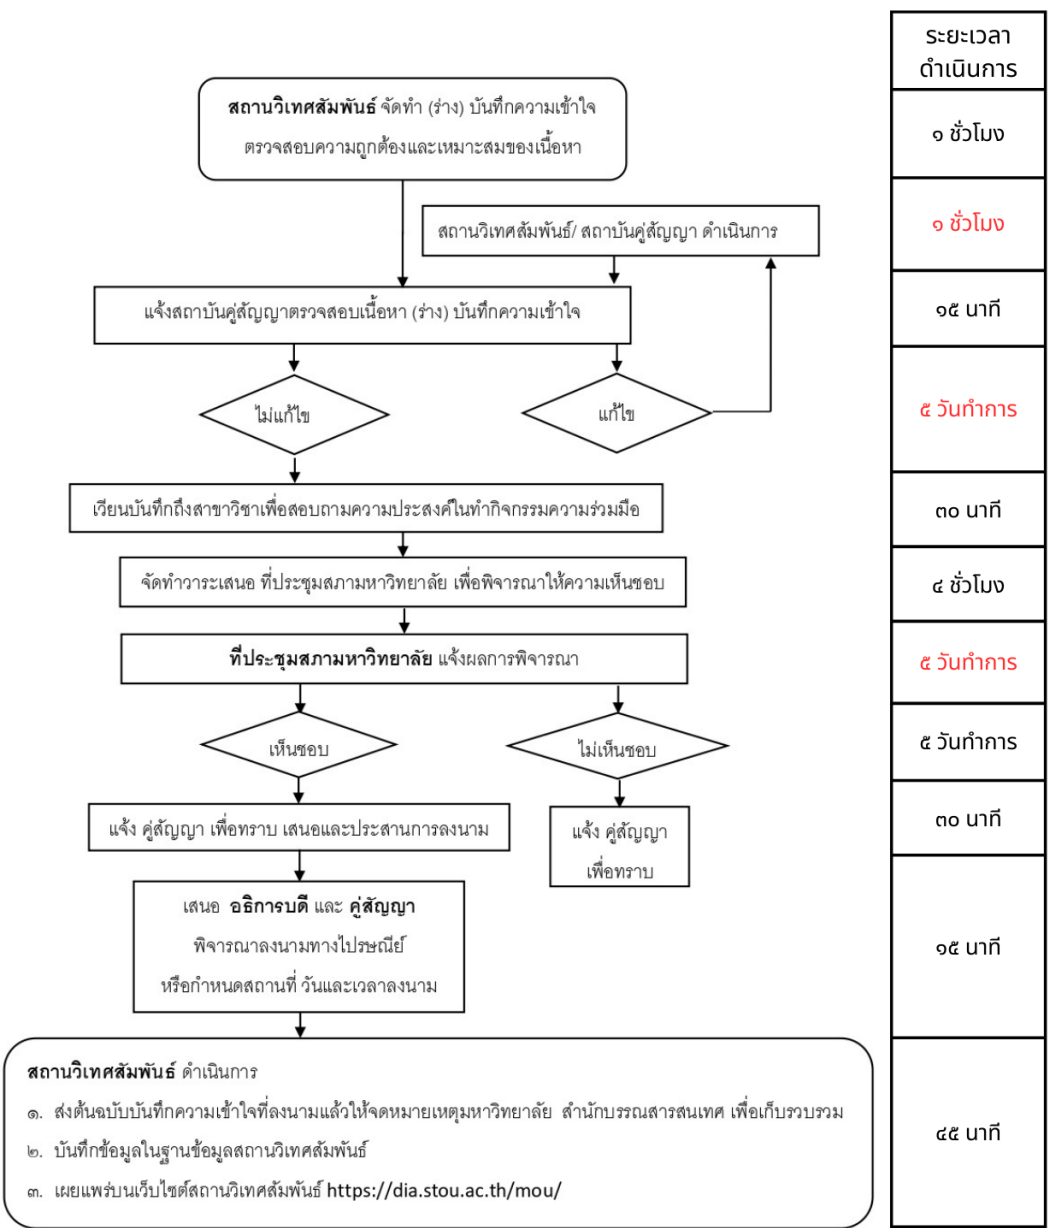 ระยะเวลา
ดำเนินการ
สถานวิเทศสัมพันธ์ จัดทำ (ร่าง) บันทึกความเข้าใจ
ตรวจสอบความถูกต้องและเหมาะสมของเนื้อหา
๑ ชั่วโมง
สถานวิเทศสัมพันธ์/ สถาบันคู่สัญญา ดำเนินการ
๑ ชั่วโมง
แจ้งสถาบันคู่สัญญาตรวจสอบเนื้อหา (ร่าง) บันทึกความเข้าใจ
๑๕ นาที
ไม่แก้ไข
แก้ไข
๕ วันทำการ
เวียนบันทึกถึงสาขาวิชาเพื่อสอบถามความประสงค์ในทำกิจกรรมความร่วมมือ
๓๐ นาที
จัดทำวาระเสนอ ที่ประชุมสภามหาวิทยาลัย เพื่อพิจารณาให้ความเห็นชอบ
๔ ชั่วโมง
ที่ประชุมสภามหาวิทยาลัย แจ้งผลการพิจารณา
๕ วันทำการ
เห็นชอบ
ไม่เห็นชอบ
๕ วันทำการ
แจ้ง คู่สัญญา เพื่อทราบ เสนอและประสานการลงนาม
แจ้ง คู่สัญญา
เพื่อทราบ
๓๐ นาที
เสนอ อธิการบดี และ คู่สัญญา
พิจารณาลงนามทางไปรษณีย์
หรือกำหนดสถานที่ วันและเวลาลงนาม
๑๕ นาที
สถานวิเทศสัมพันธ์ ดำเนินการ
๑. ส่งต้นฉบับบันทึกความเข้าใจที่ลงนามแล้วให้จดหมายเหตุมหาวิทยาลัย สำนักบรรณสารสนเทศ เพื่อเก็บรวบรวม
๒. บันทึกข้อมูลในฐานข้อมูลสถานวิเทศสัมพันธ์
๓. เผยแพร่บนเว็บไซต์สถานวิเทศสัมพันธ์ https://dia.stou.ac.th/mou/
๔๕ นาที